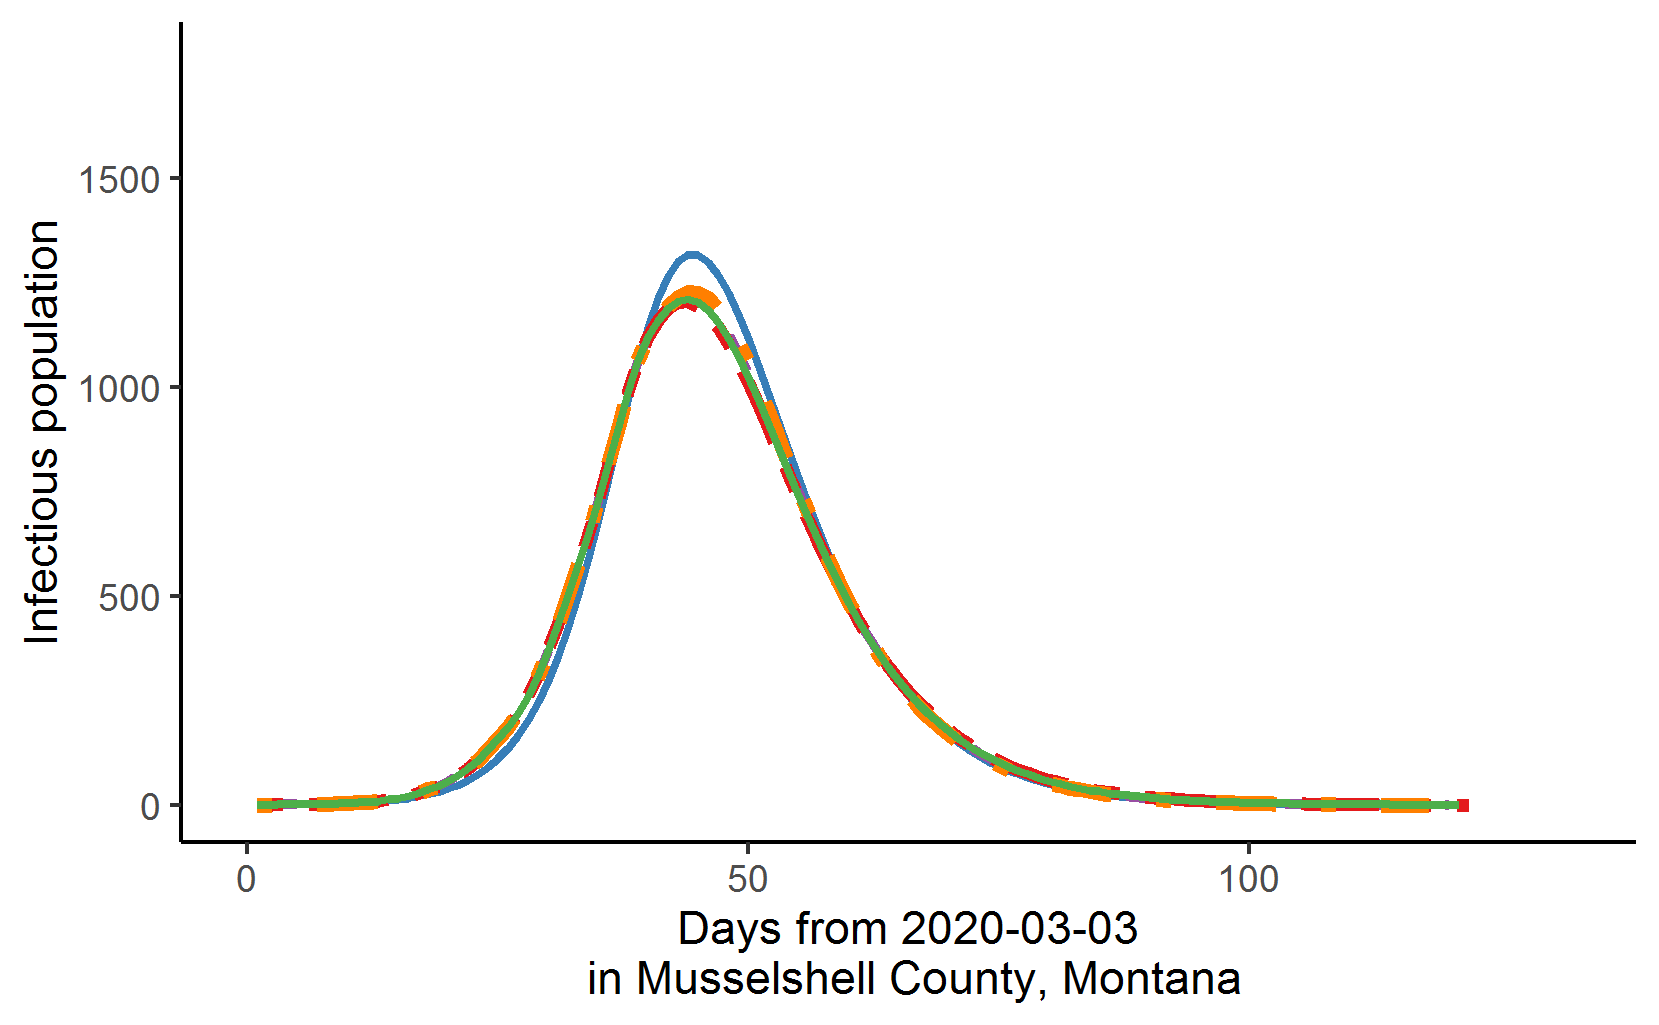 Infectious population
1500
1000
500
0
0 50 100
Days from 2020-03-03
in Musselshell County, Montana